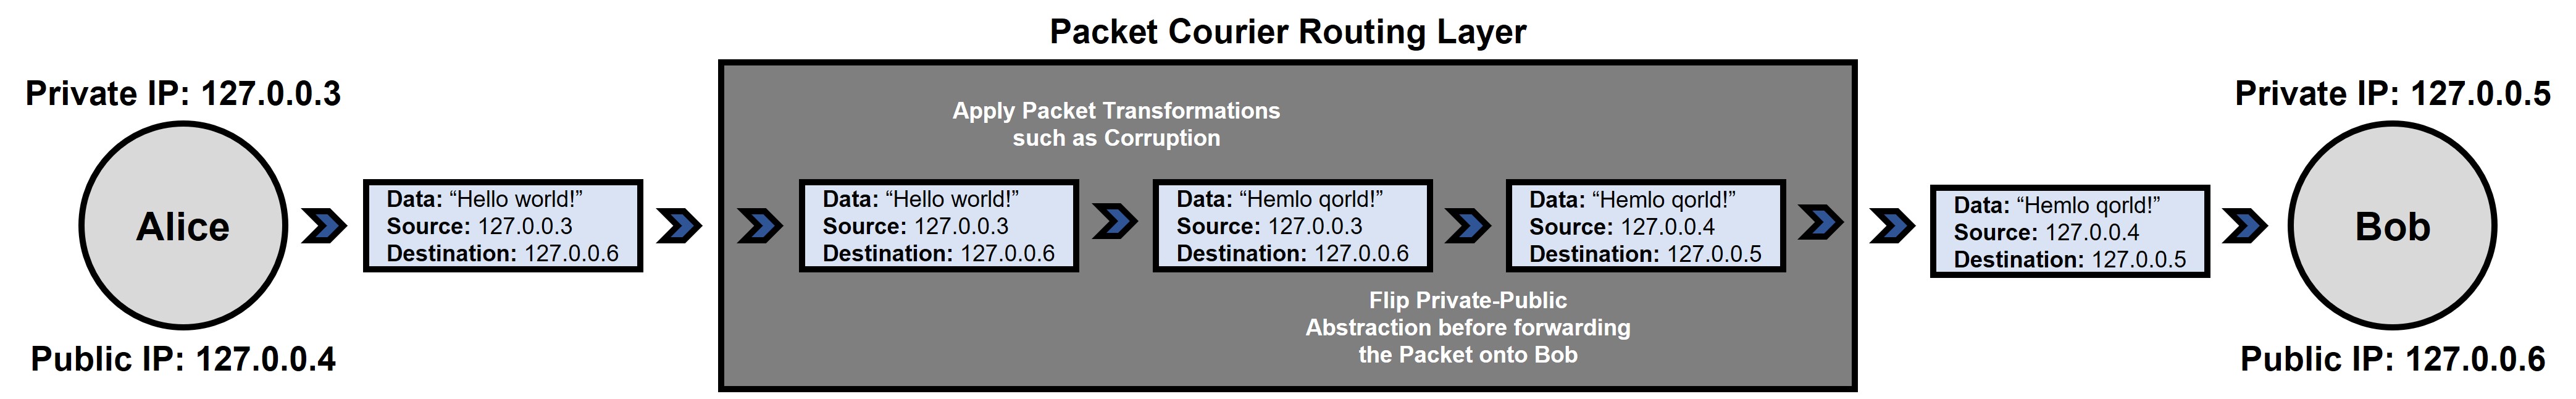 Packet Courier Routing Layer
Private IP: 127.0.0.3
Alice
Public IP: 127.0.0.4
Data: “Hello world!”
Source: 127.0.0.3
Destination: 127.0.0.6
Apply Packet Transformations
such as Corruption
Data: “Hello world!”
Source: 127.0.0.3
Destination: 127.0.0.6
Data: “Hemlo qorld!”
Source: 127.0.0.3
Destination: 127.0.0.6
Data: “Hemlo qorld!”
Source: 127.0.0.4
Destination: 127.0.0.5
Flip Private-Public
Abstraction before forwarding
the Packet onto Bob
Data: “Hemlo qorld!”
Source: 127.0.0.4
Destination: 127.0.0.5
Private IP: 127.0.0.5
Bob
Public IP: 127.0.0.6